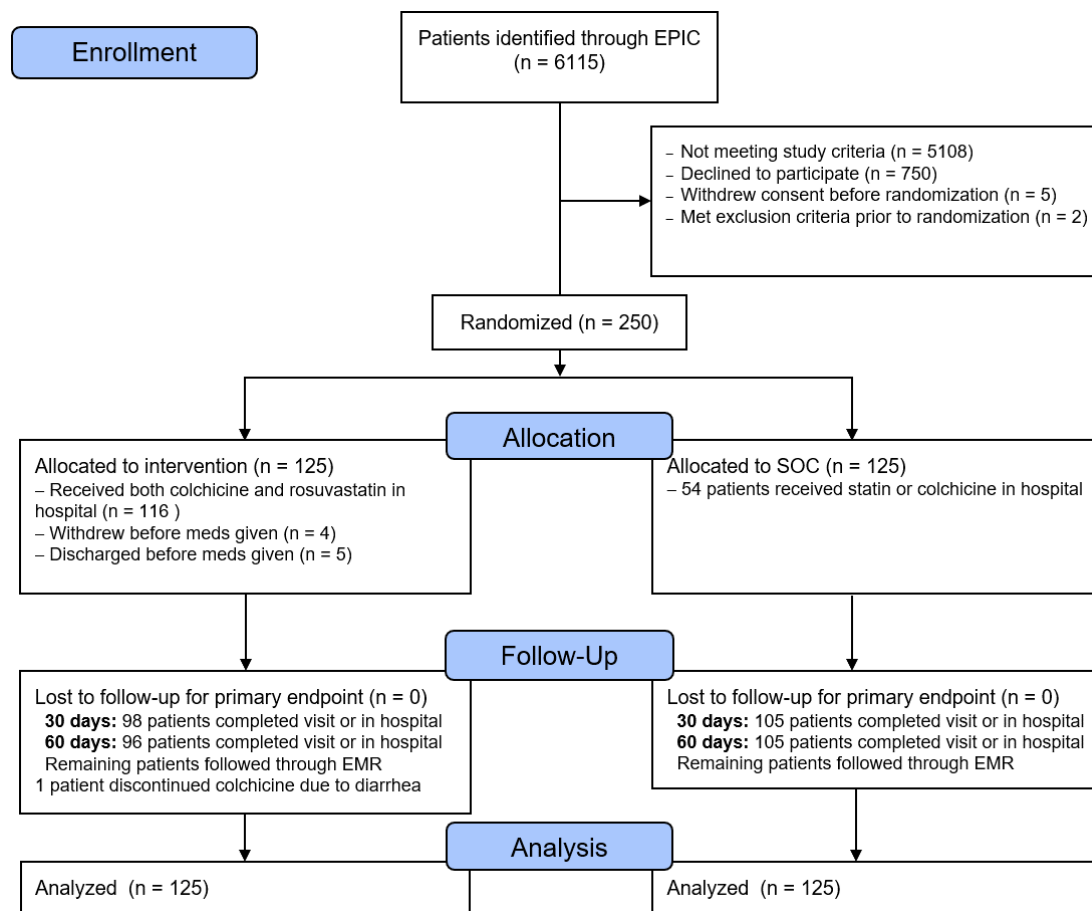 Enrollment
Patients identified through EPIC
(n = 6115)
– Not meeting study criteria (n = 5108)
– Declined to participate (n = 750)
– Withdrew consent before randomization (n = 5)
– Met exclusion criteria prior to randomization (n = 2)
Randomized (n = 250)
Allocation
Allocated to intervention (n = 125)
– Received both colchicine and rosuvastatin in
hospital (n = 116 )
– Withdrew before meds given (n = 4)
– Discharged before meds given (n = 5)
Allocated to SOC (n = 125)
– 54 patients received statin or colchicine in hospital
Follow-Up
Lost to follow-up for primary endpoint (n = 0)
30 days: 98 patients completed visit or in hospital
60 days: 96 patients completed visit or in hospital
Remaining patients followed through EMR
1 patient discontinued colchicine due to diarrhea
Lost to follow-up for primary endpoint (n = 0)
30 days: 105 patients completed visit or in hospital
60 days: 105 patients completed visit or in hospital
Remaining patients followed through EMR
Analysis
Analyzed (n = 125)
Analyzed (n = 125)